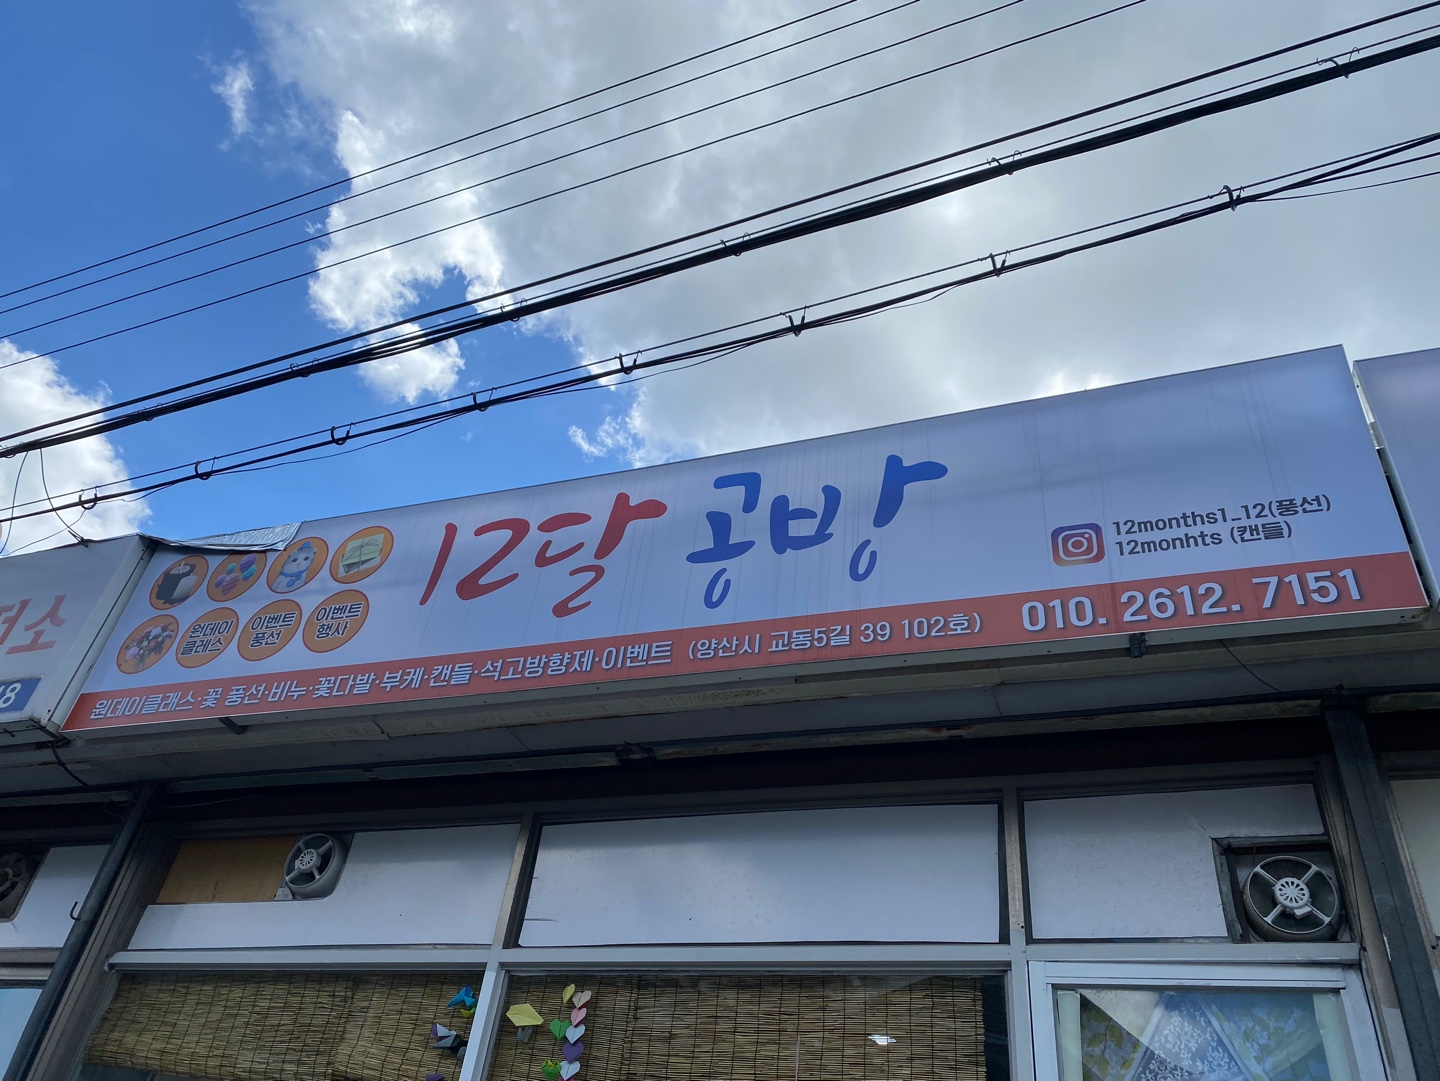 12달 공방
12months1_12(풍선)
12monhts (캔들)
원데이
클래스
이벤트
풍선
이벤트
행사
원데이클래스·꽃 풍선·비누·꽃다발·부케·캔들·석고방향제·이벤트 (양산시 교동5길 39 102호) 010. 2612. 7151
소
8